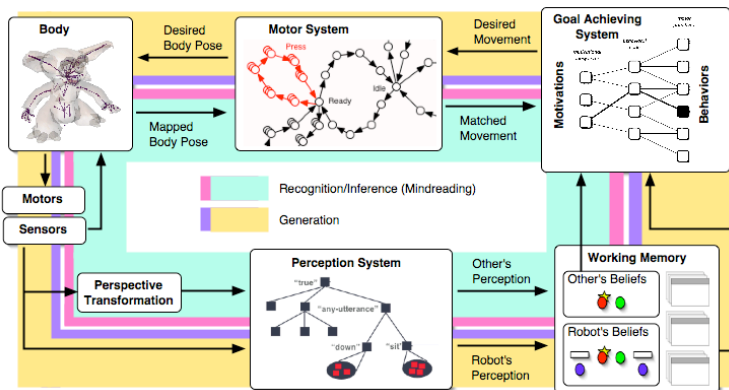 Body
Desired
Body Pose
Mapped
Body Pose
Motor System
Press
Ready
Idle
Desired
Movement
Matched
Movement
Goal Achieving
System
Motivations
Behaviors
Motors
Sensors
Recognition/Inference (Mindreading)
Generation
Perspective
Transformation
Perception System
"true"
"any-utterance"
"down"
"sit"
Other's
Perception
Robot's
Perception
Working Memory
Other's Beliefs
Robot's Beliefs